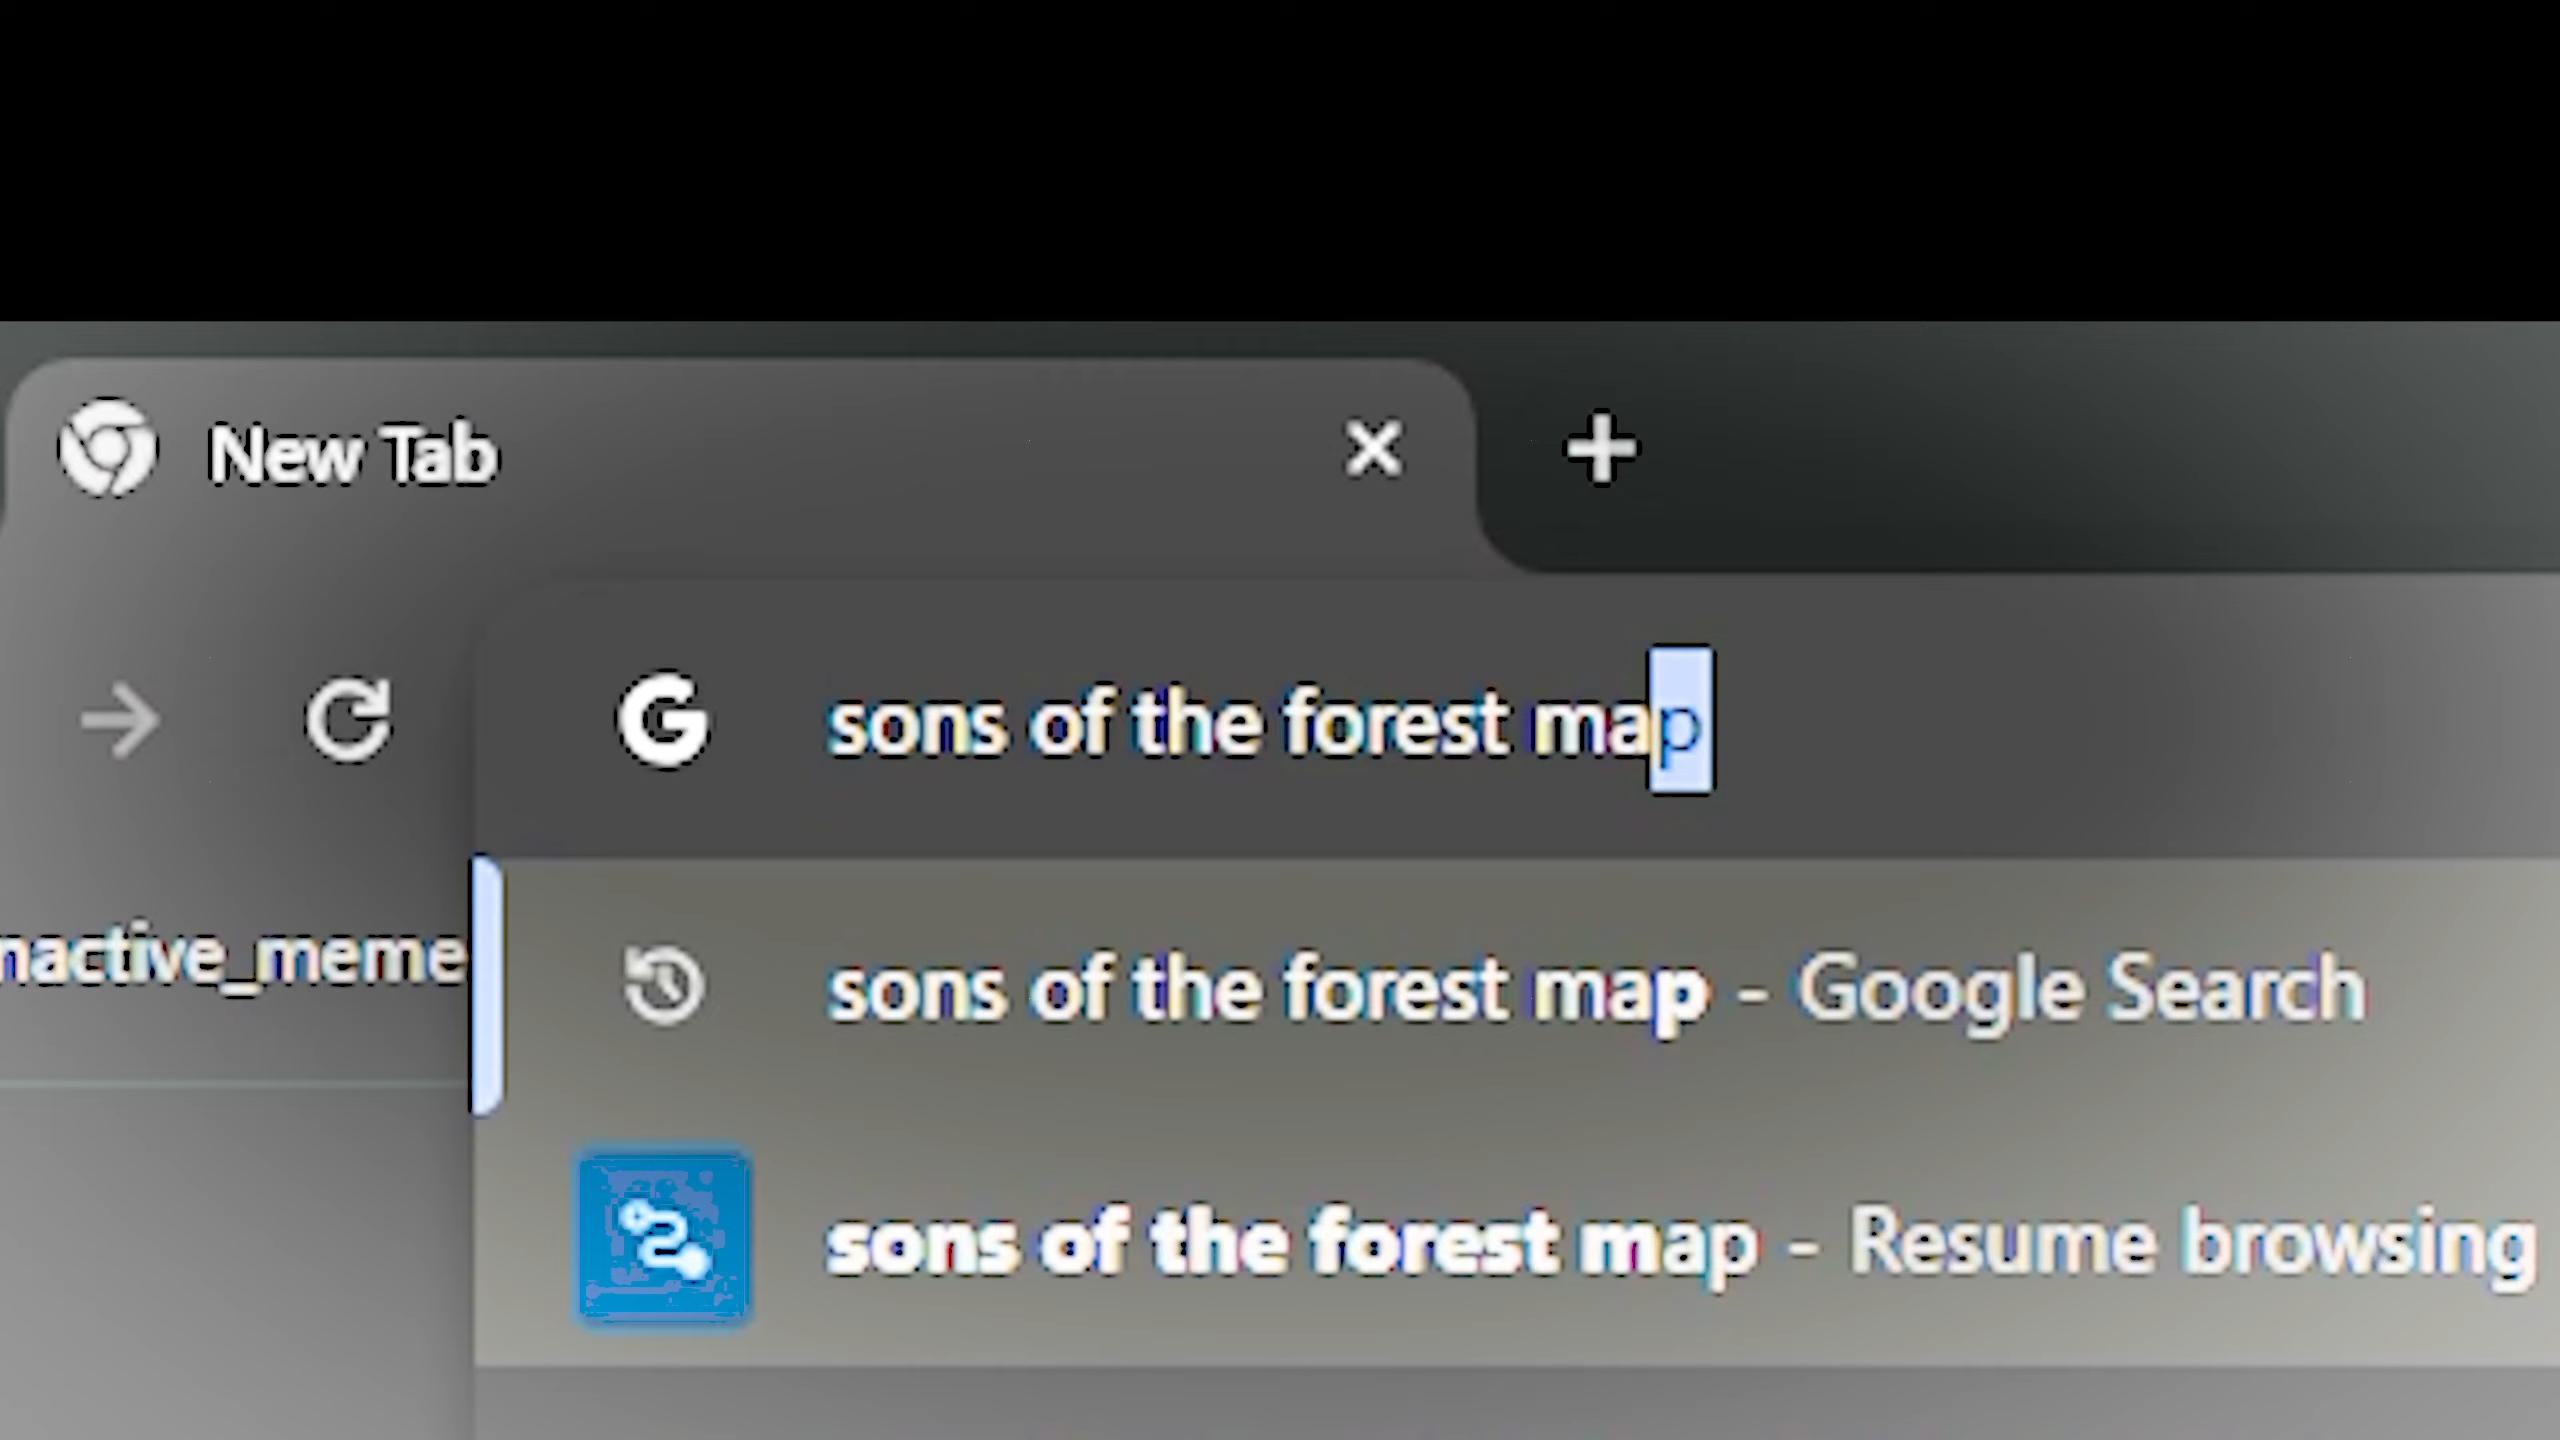 New Tab
sons of the forest map
nactive_meme
sons of the forest map - Google Search
sons of the forest map - Resume browsing